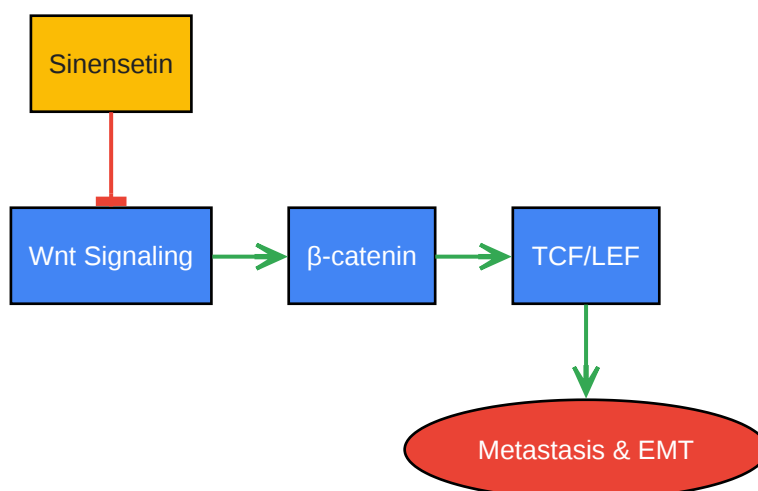 Sinensetin
Wnt Signaling
β-catenin
TCF/LEF
Metastasis & EMT